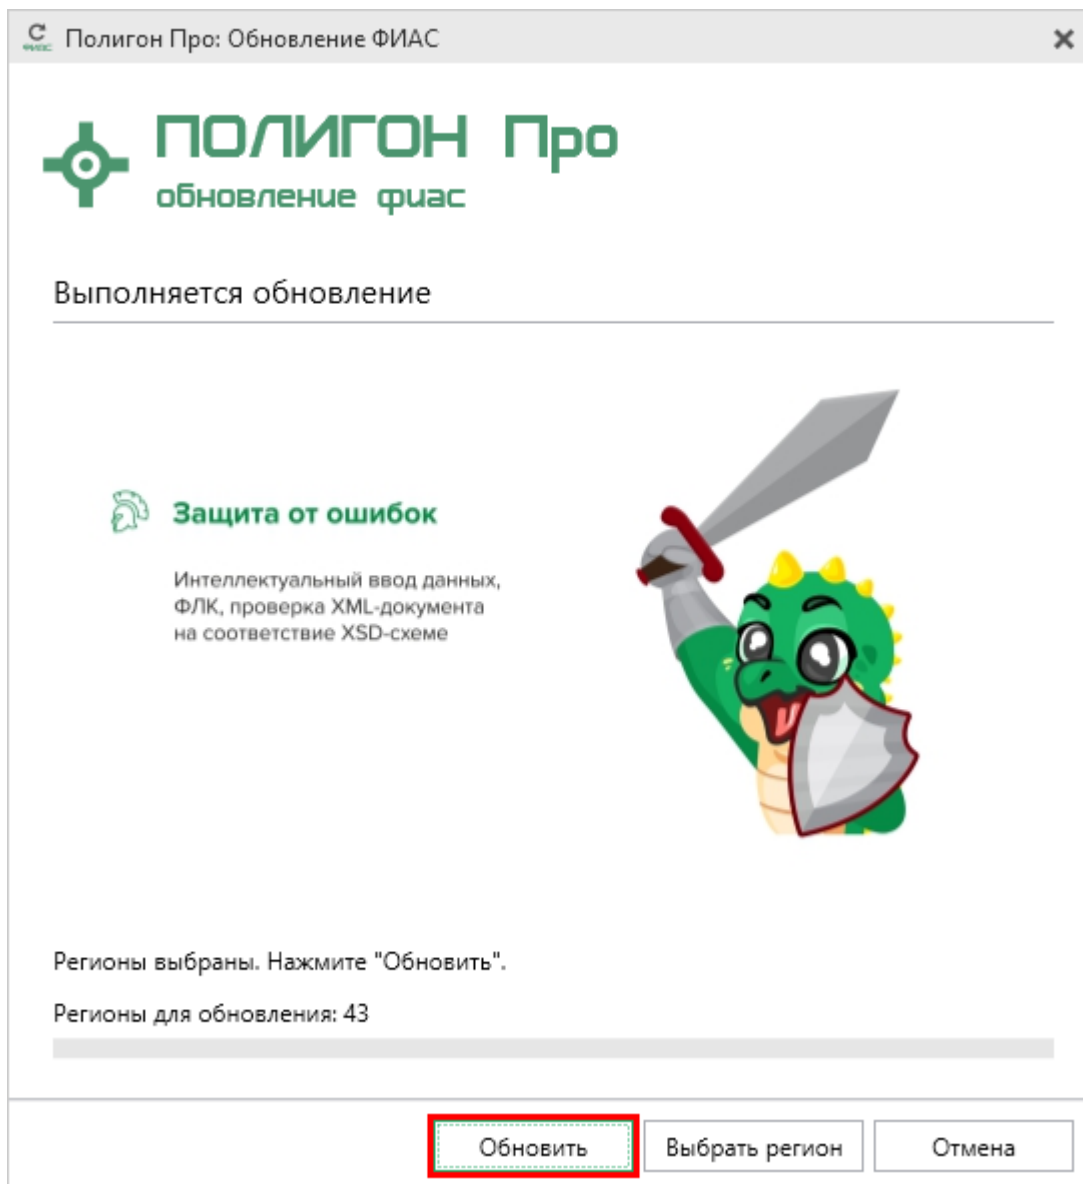 ФИАС
Полигон Про: Обновление ФИАС
ПОЛИГОН Про
обновление фиас
Выполняется обновление
Защита от ошибок
Интеллектуальный ввод данных,
ФЛК, проверка XML-документа
на соответствие XSD-схеме
Регионы выбраны. Нажмите "Обновить".
Регионы для обновления: 43
Обновить
Выбрать регион
Отмена